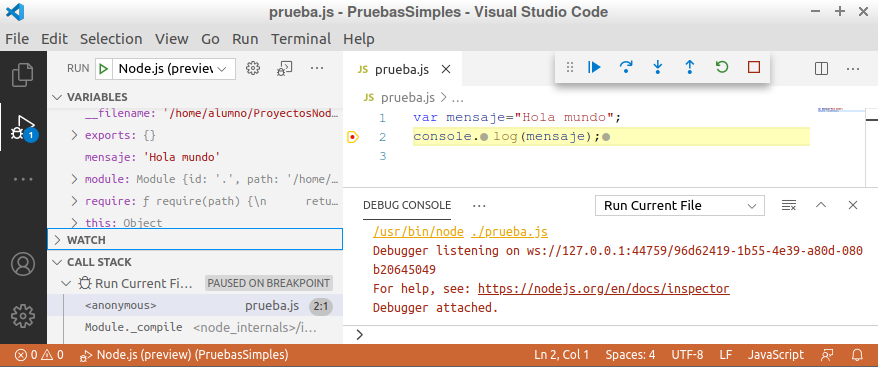 prueba.js - PruebasSimples - Visual Studio Code
File Edit Selection View Go Run Terminal Help
RUN Node.js (preview) ···
VARIABLES
__filename: '/home/alumno/ProyectosNod…
exports: {}
mensaje: 'Hola mundo'
module: Module {id: '.', path: '/home/…
require: ƒ require(path) {\n retu…
this: Object
WATCH
CALL STACK
Run Current Fi… PAUSED ON BREAKPOINT
<anonymous> prueba.js 2:1
Module._compile <node_internals>/i…
1
JS prueba.js
JS prueba.js > …
1 var mensaje="Hola mundo";
2 console.log(mensaje);
3
DEBUG CONSOLE ··· Run Current File
/usr/bin/node ./prueba.js
Debugger listening on ws://127.0.0.1:44759/96d62419-1b55-4e39-a80d-080
b20645049
For help, see: https://nodejs.org/en/docs/inspector
Debugger attached.
>
0 0 Node.js (preview) (PruebasSimples) Ln 2, Col 1 Spaces: 4 UTF-8 LF JavaScript